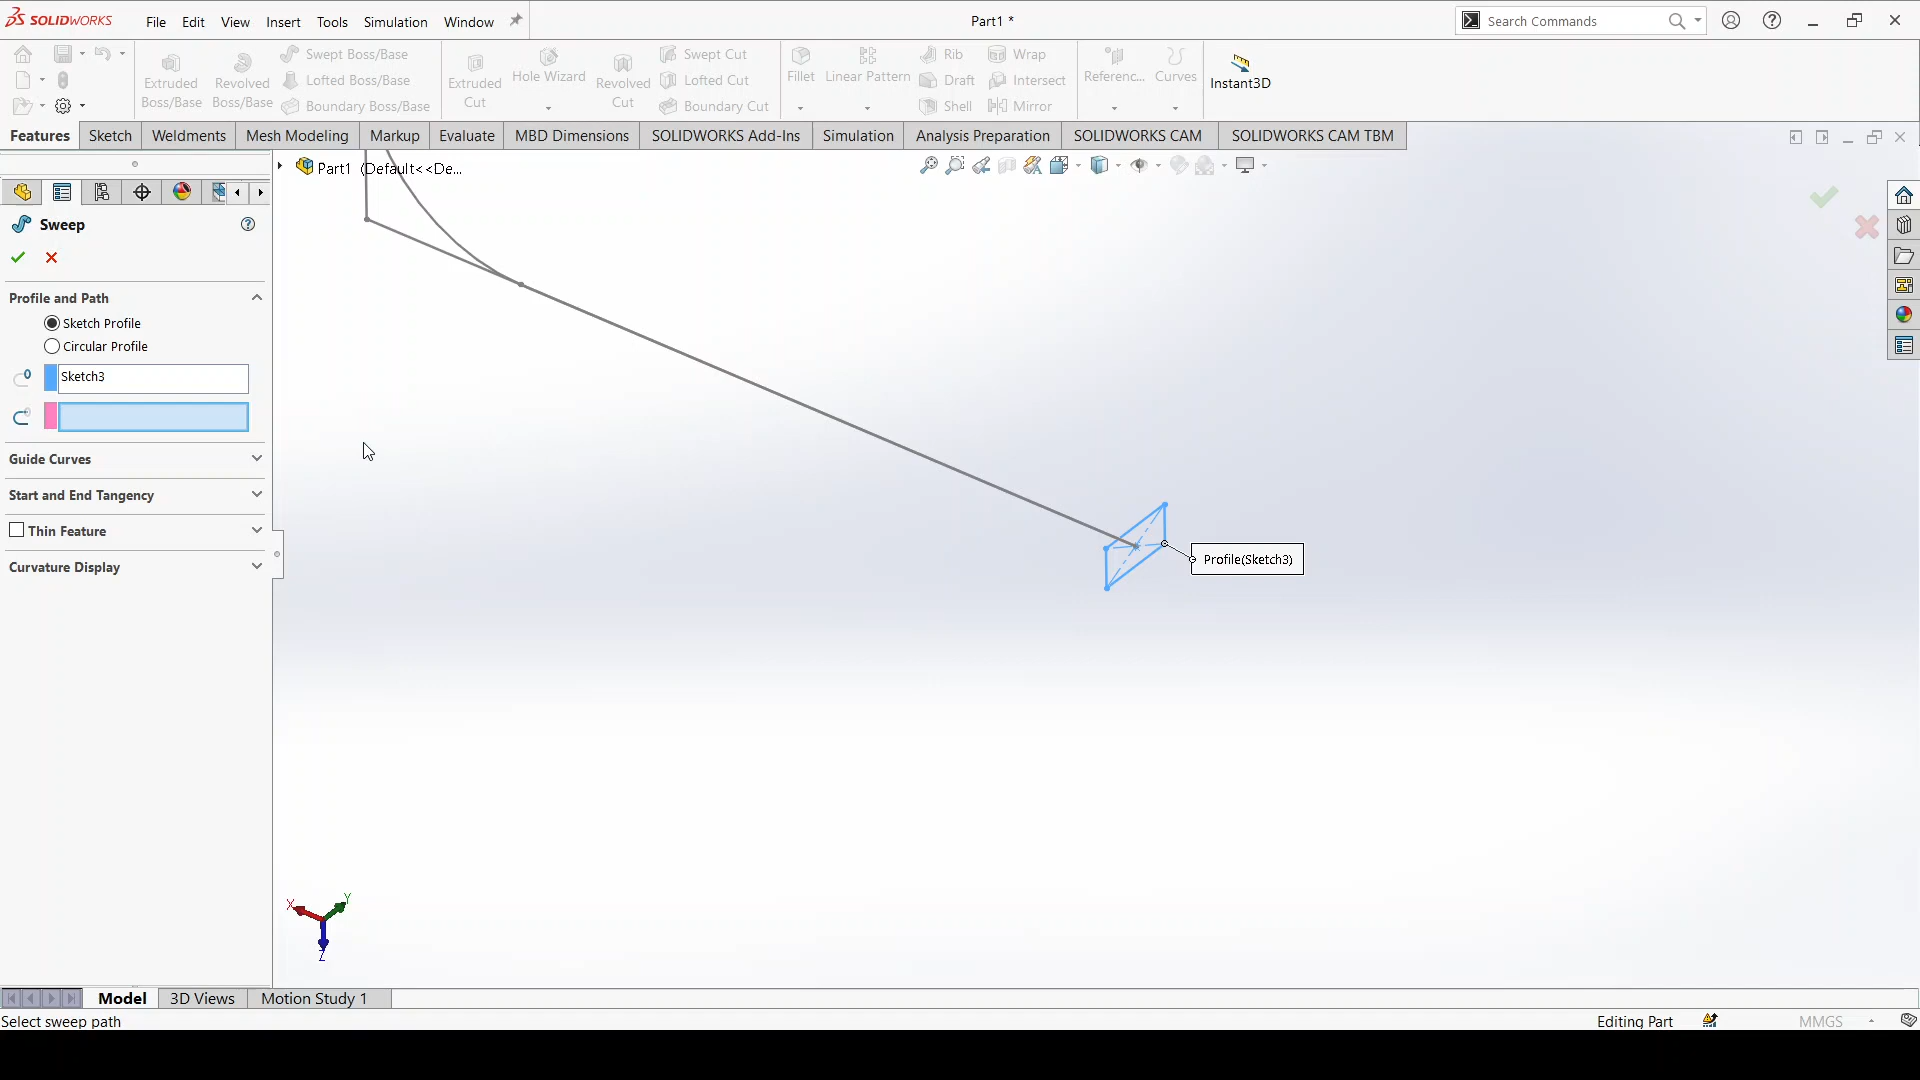 SOLIDWORKS File Edit View Insert Tools Simulation Window Part1 * Search Commands
Extruded Boss/Base
Revolved Boss/Base
Swept Boss/Base
Lofted Boss/Base
Boundary Boss/Base
Extruded Cut
Hole Wizard
Revolved Cut
Swept Cut
Lofted Cut
Boundary Cut
Fillet
Linear Pattern
Rib
Draft
Shell
Wrap
Intersect
Mirror
Referenc...
Curves
Instant3D
Features Sketch Weldments Mesh Modeling Markup Evaluate MBD Dimensions SOLIDWORKS Add-Ins Simulation Analysis Preparation SOLIDWORKS CAM SOLIDWORKS CAM TBM
Part1 (Default<<De...
Sweep
Profile and Path
Sketch Profile
Circular Profile
Sketch3
Guide Curves
Start and End Tangency
Thin Feature
Curvature Display
Profile(Sketch3)
X
Y
Z
Model 3D Views Motion Study 1
Select sweep path Editing Part MMGS